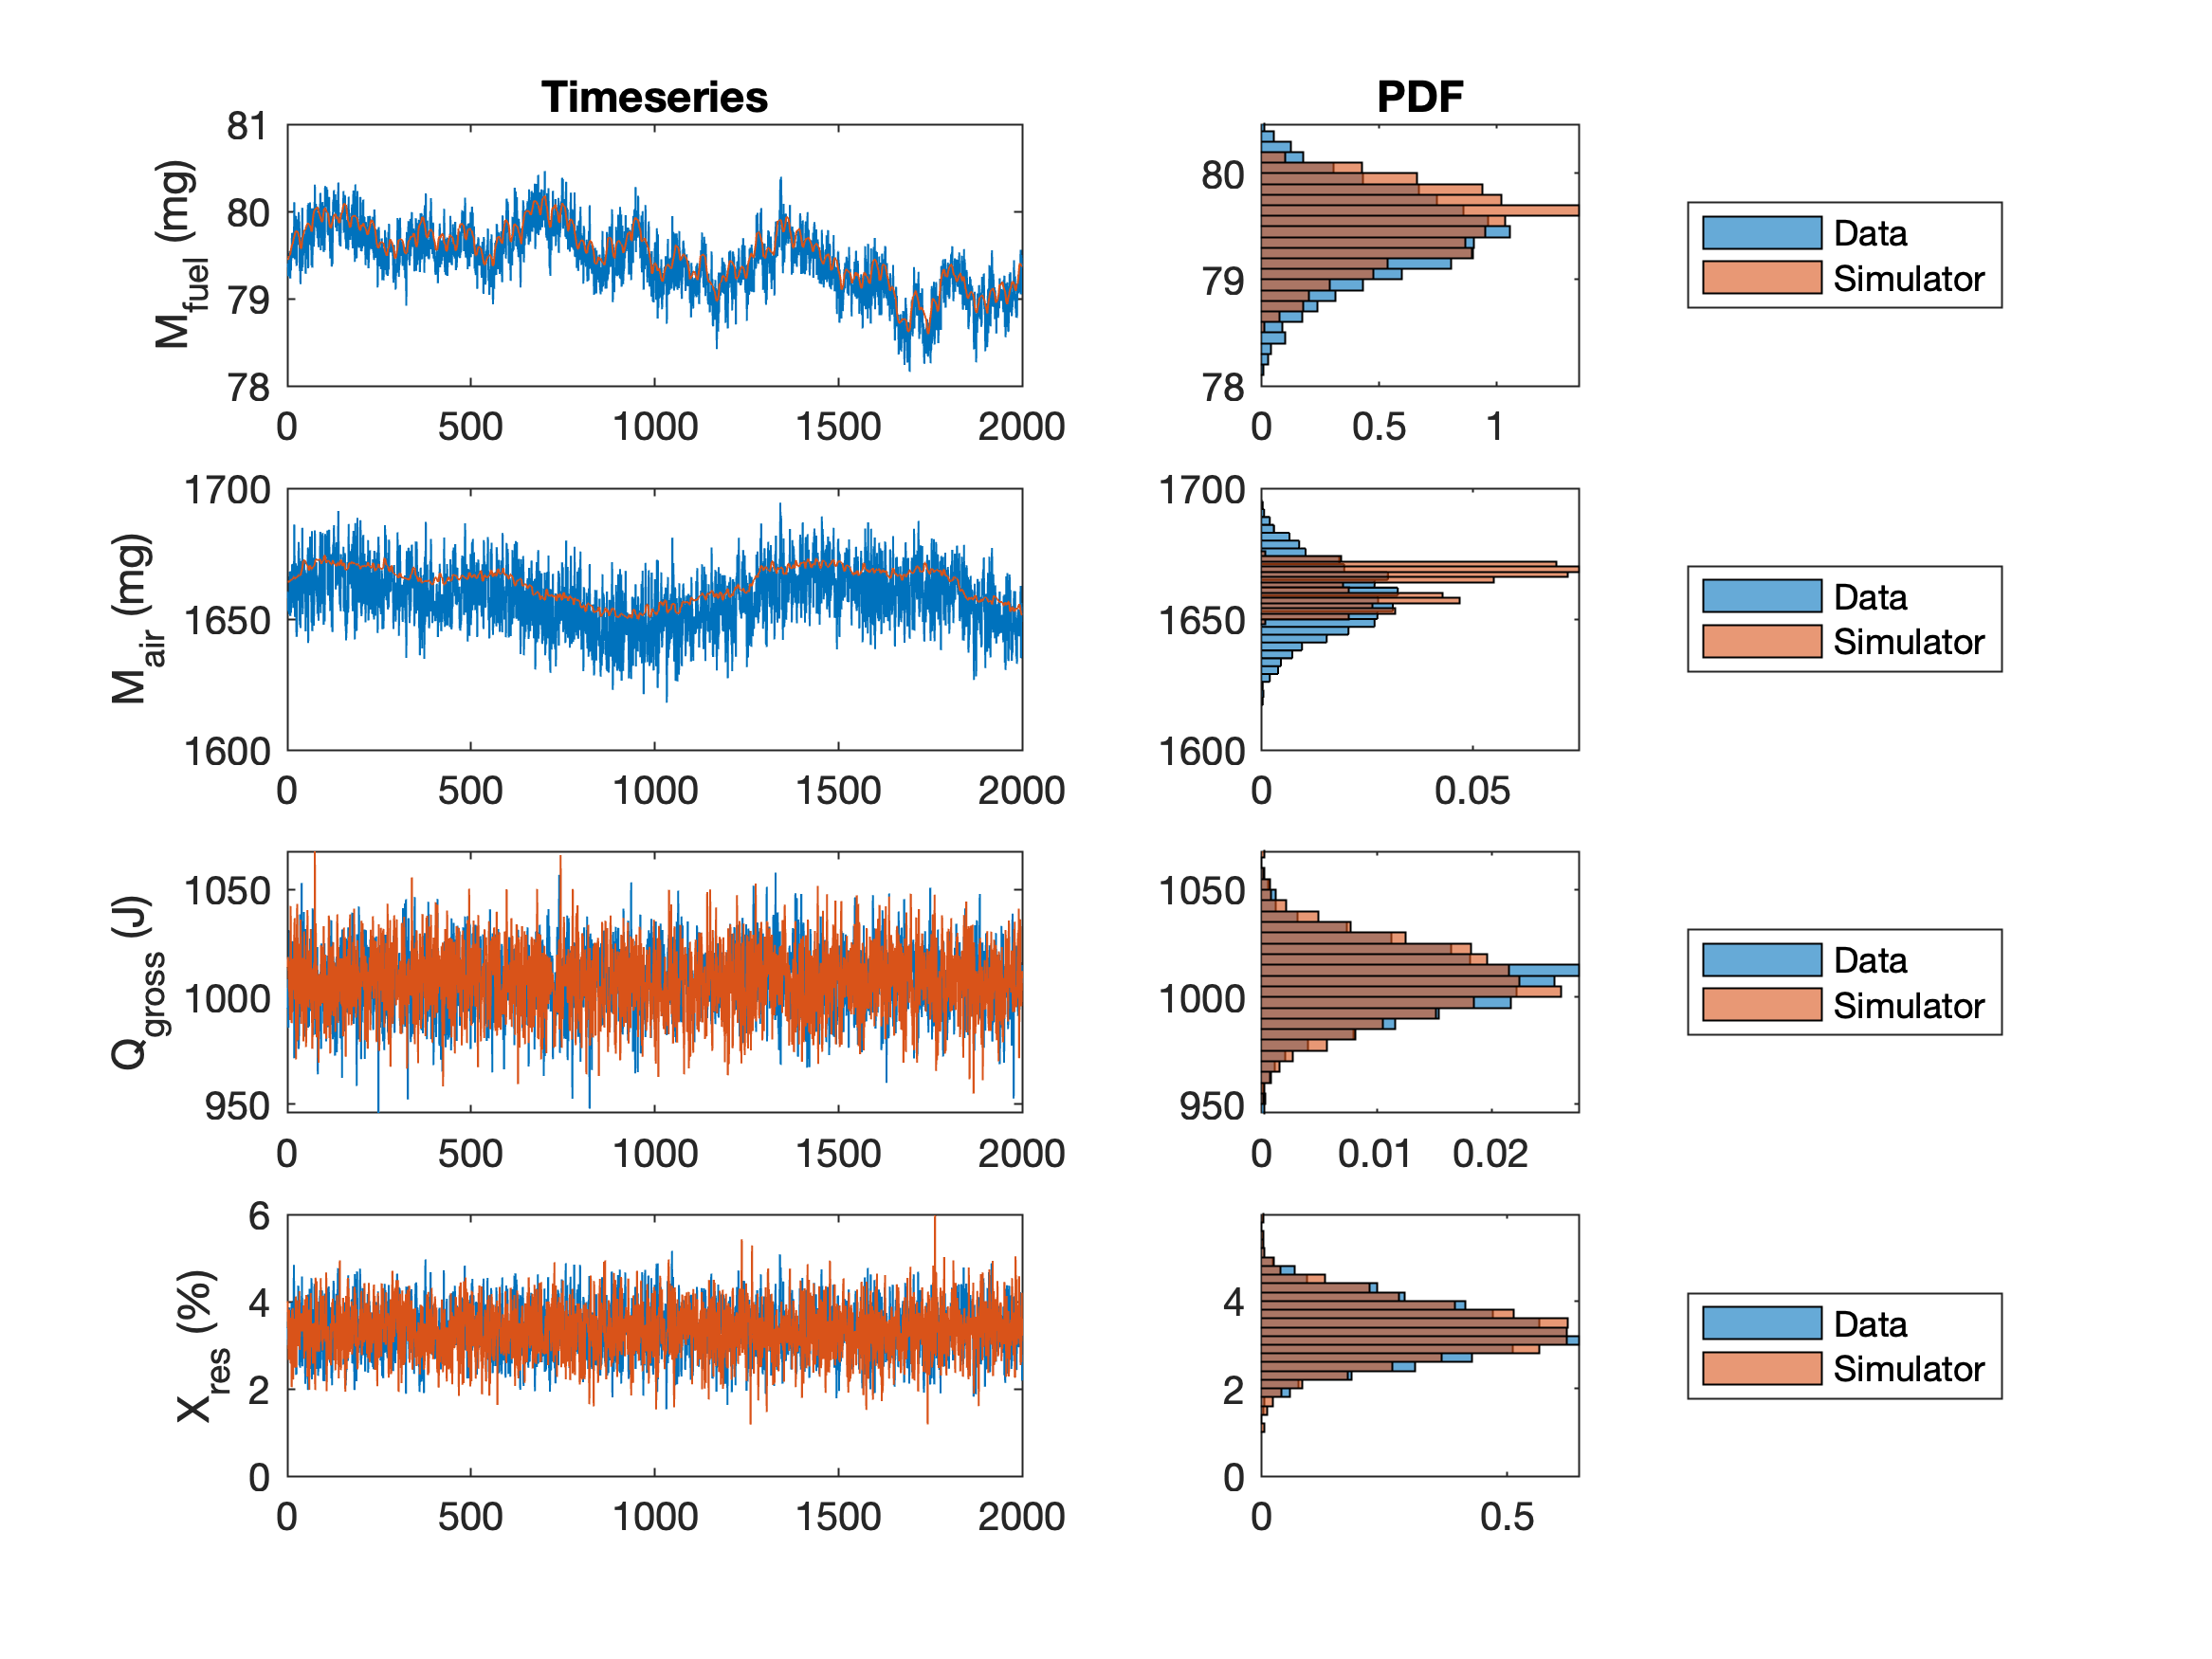 Timeseries
PDF
M_fuel (mg)
81
80
79
78
0 500 1000 1500 2000
80
79
78
0 0.5 1
Data
Simulator
M_air (mg)
1700
1650
1600
0 500 1000 1500 2000
1700
1650
1600
0 0.05
Data
Simulator
Q_gross (J)
1050
1000
950
0 500 1000 1500 2000
1050
1000
950
0 0.01 0.02
Data
Simulator
X_res (%)
6
4
2
0
0 500 1000 1500 2000
4
2
0
0 0.5
Data
Simulator